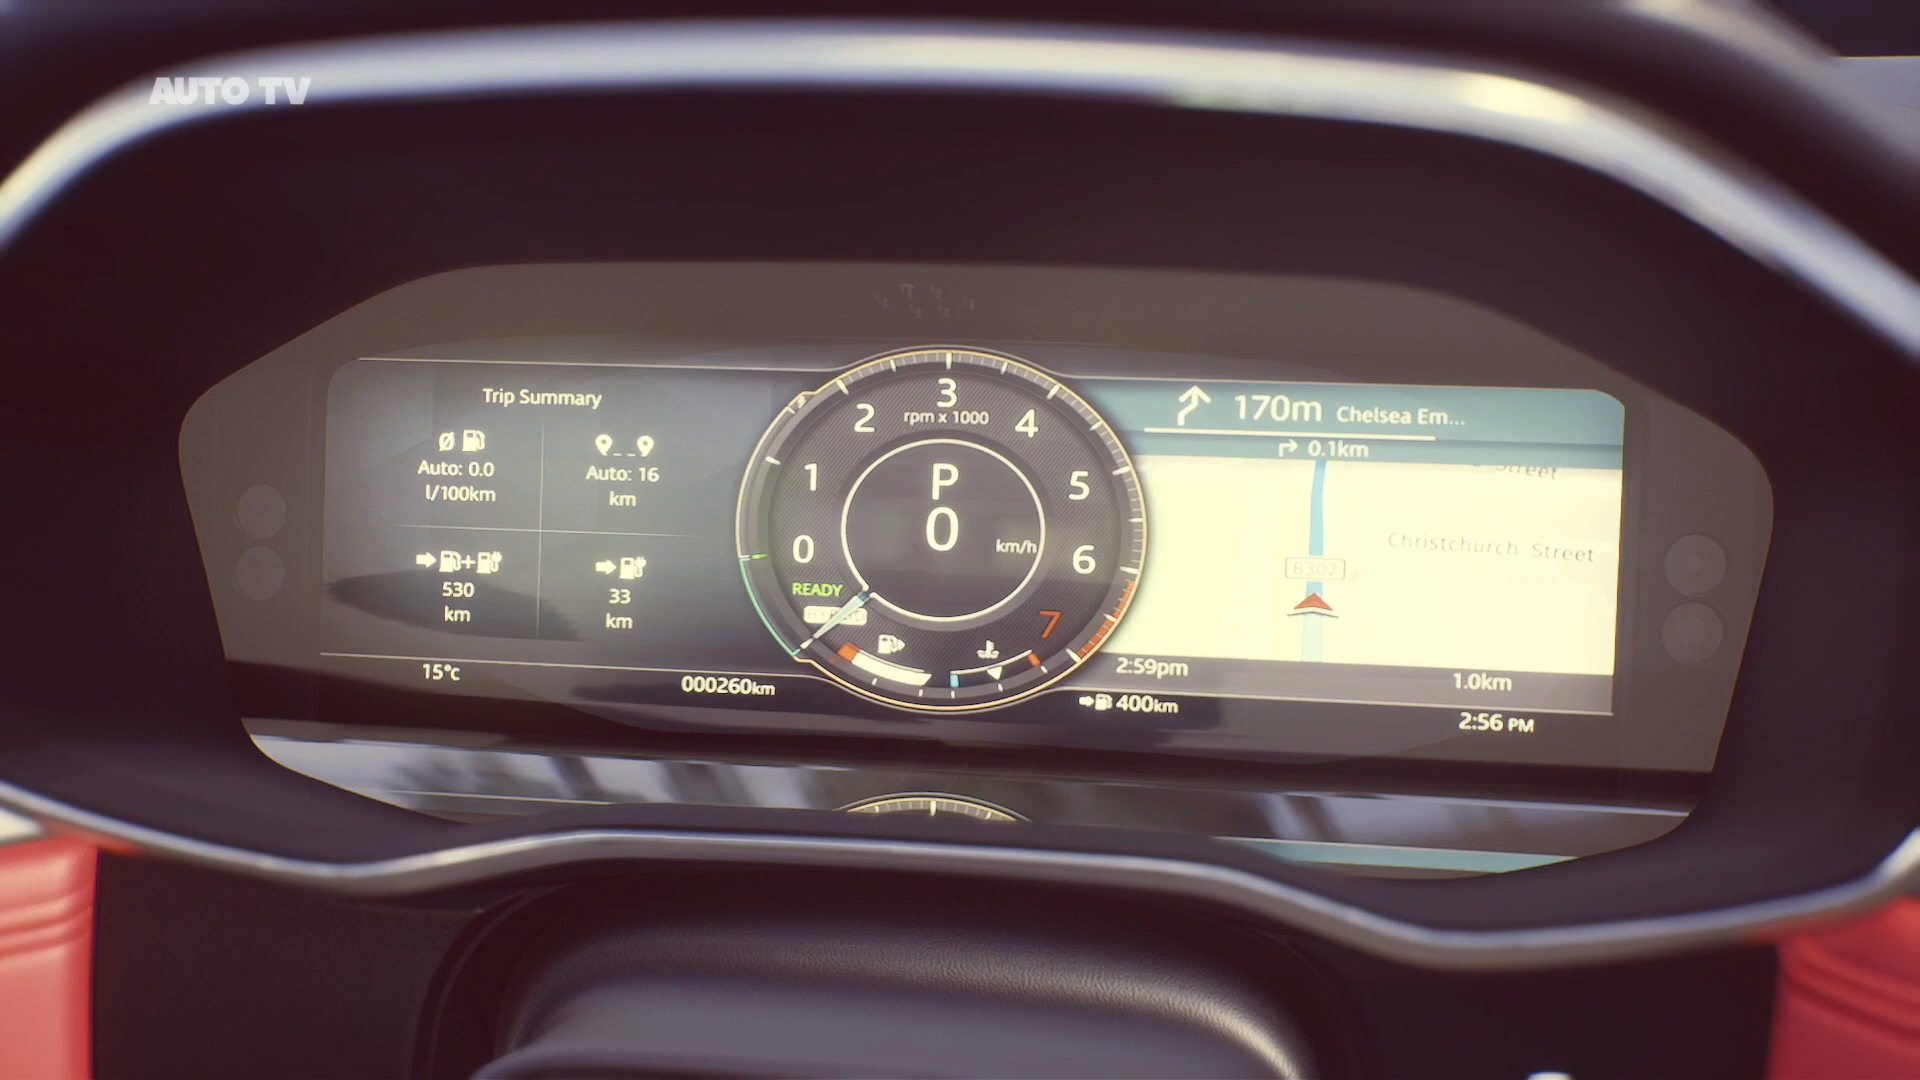 AUTO TV
Trip Summary
Auto: 0.0
l/100km
Auto: 16
km
530
km
33
km
15°c
000260km
0
1
2
3
4
5
6
7
rpm x 1000
P
0
km/h
READY
170m Chelsea Em...
0.1km
Street
Christchurch Street
B302
2:59pm
1.0km
400km
2:56 PM